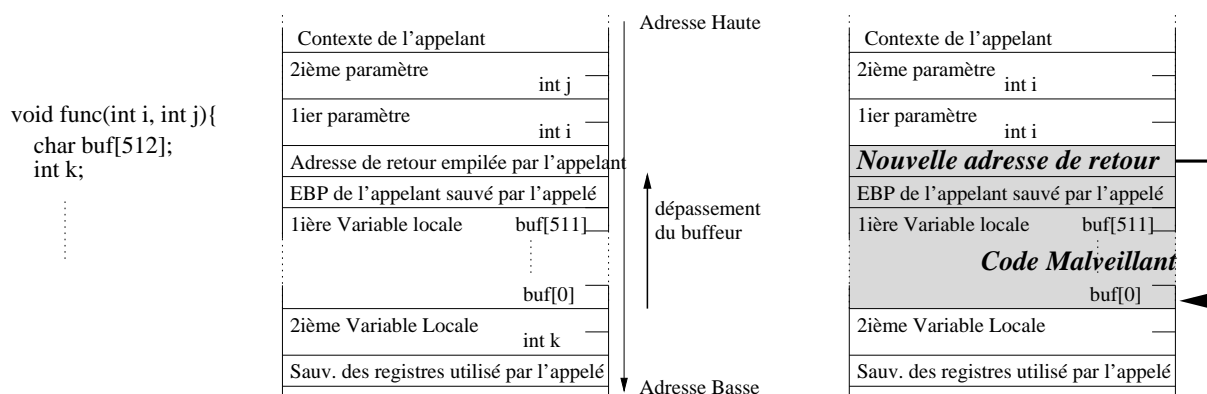 void func(int i, int j){
char buf[512];
int k;
Contexte de l'appelant
2ième paramètre
int j
1ier paramètre
int i
Adresse de retour empilée par l'appelant
EBP de l'appelant sauvé par l'appelé
1ière Variable locale buf[511]
buf[0]
2ième Variable Locale
int k
Sauv. des registres utilisé par l'appelé
Adresse Haute
dépassement
du buffeur
Adresse Basse
Contexte de l'appelant
2ième paramètre
int i
1ier paramètre
int i
Nouvelle adresse de retour
EBP de l'appelant sauvé par l'appelé
1ière Variable locale buf[511]
Code Malveillant
buf[0]
2ième Variable Locale
Sauv. des registres utilisé par l'appelé